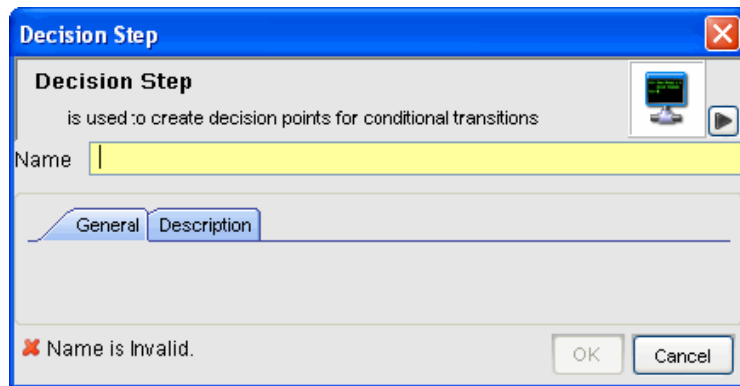 Decision Step
Decision Step
is used to create decision points for conditional transitions
Name
General Description
Name is Invalid.
OK Cancel